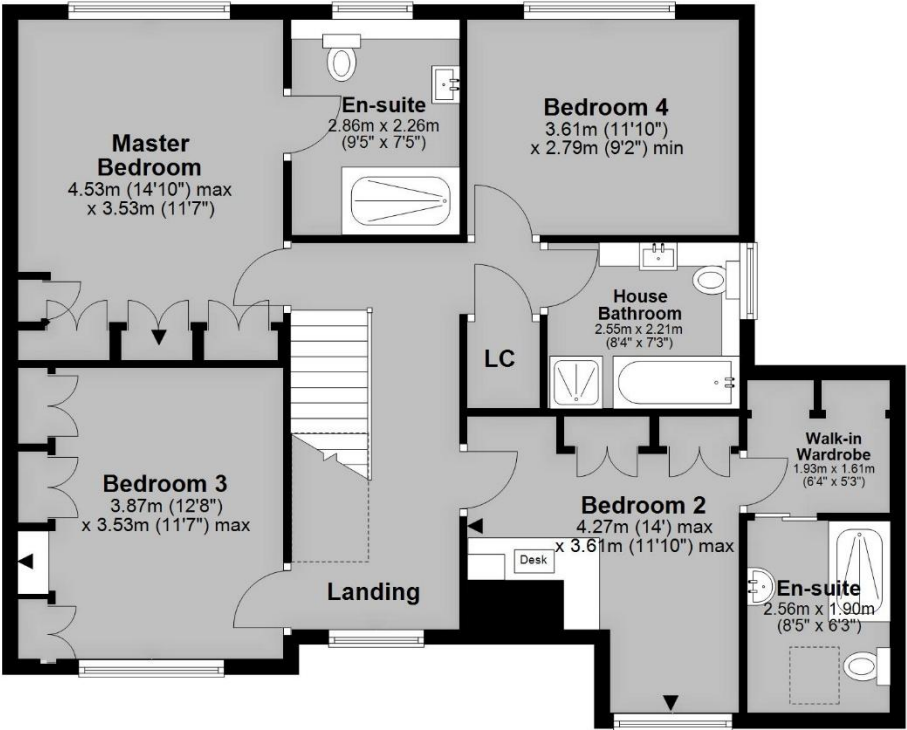 Master
Bedroom
4.53m (14'10") max
x 3.53m (11'7")
En-suite
2.86m x 2.26m
(9'5" x 7'5")
Bedroom 4
3.61m (11'10")
x 2.79m (9'2") min
House
Bathroom
2.55m x 2.21m
(8'4" x 7'3")
LC
Walk-in
Wardrobe
1.93m x 1.61m
(6'4" x 5'3")
Bedroom 3
3.87m (12'8")
x 3.53m (11'7") max
Bedroom 2
4.27m (14') max
x 3.61m (11'10") max
Desk
Landing
En-suite
2.56m x 1.90m
(8'5" x 6'3")